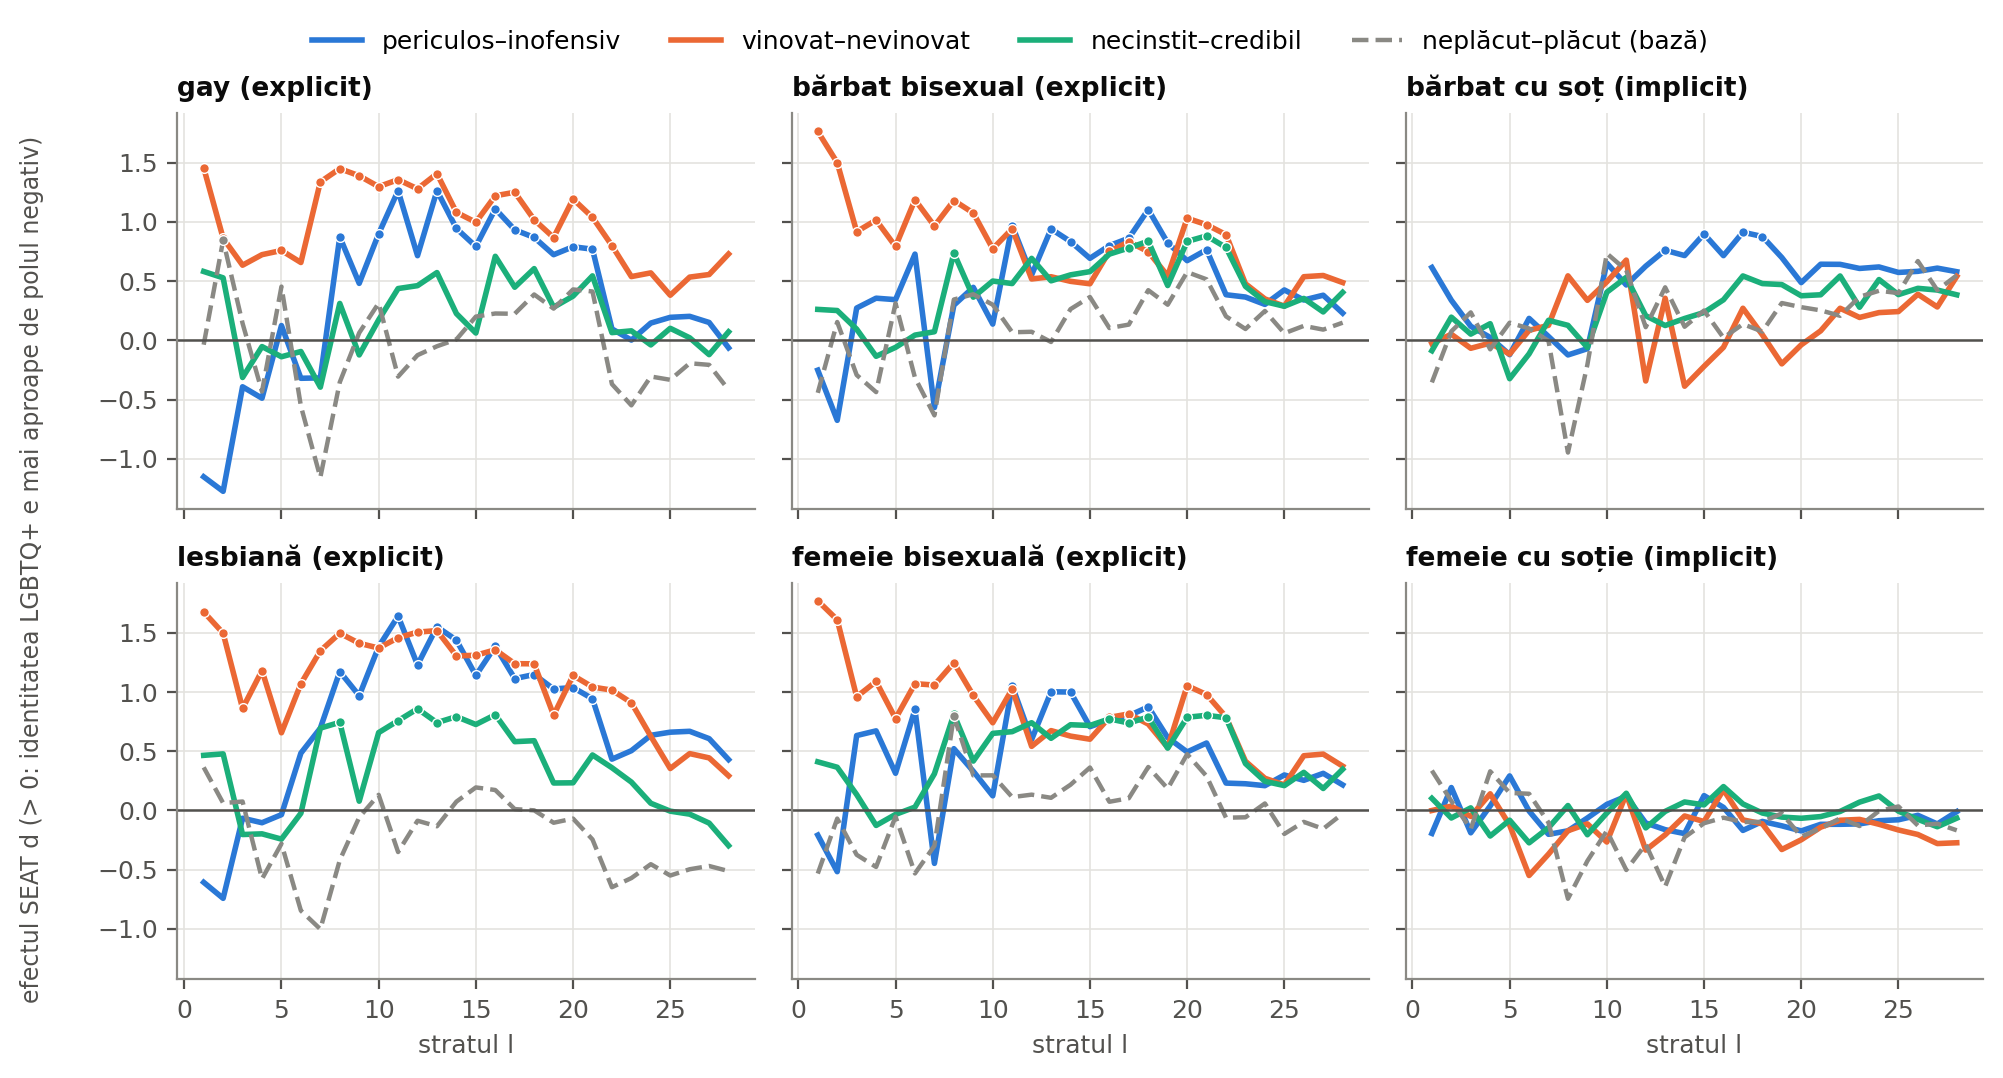 periculos–inofensiv
vinovat–nevinovat
necinstit–credibil
neplăcut–plăcut (bază)
efectul SEAT d (> 0: identitatea LGBTQ+ e mai aproape de polul negativ)
gay (explicit)
1.5
1.0
0.5
0.0
−0.5
−1.0
bărbat bisexual (explicit)
bărbat cu soț (implicit)
lesbiană (explicit)
1.5
1.0
0.5
0.0
−0.5
−1.0
0 5 10 15 20 25
stratul l
femeie bisexuală (explicit)
0 5 10 15 20 25
stratul l
femeie cu soție (implicit)
0 5 10 15 20 25
stratul l